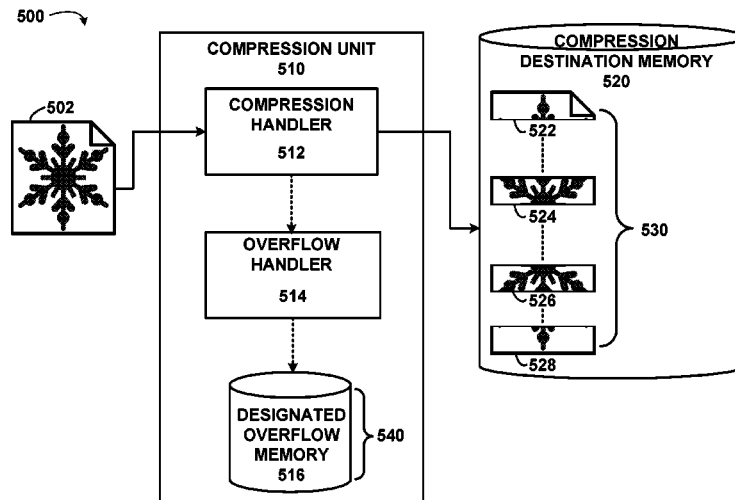 500
502
COMPRESSION UNIT
510
COMPRESSION
HANDLER
512
OVERFLOW
HANDLER
514
DESIGNATED
OVERFLOW
MEMORY
516
540
COMPRESSION
DESTINATION MEMORY
520
522
524
526
528
530